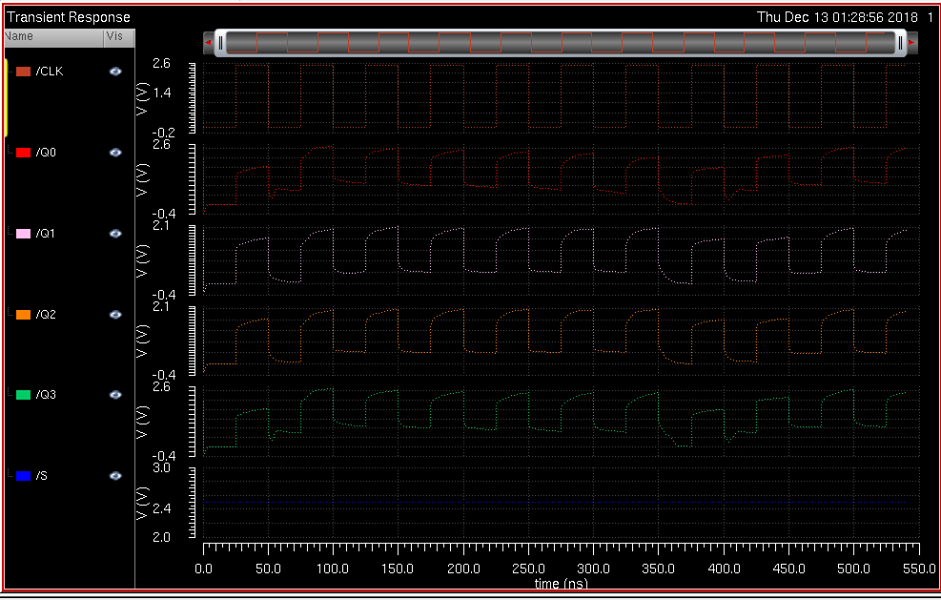 Transient Response
Thu Dec 13 01:28:56 2018 1
Name Vis
/CLK
/Q0
/Q1
/Q2
/Q3
/S
2.6
1.4
-0.2
V (V)
2.6
-0.4
V (V)
2.1
-0.4
V (V)
2.1
-0.4
V (V)
2.6
-0.4
V (V)
3.0
2.4
2.0
V (V)
0.0 50.0 100.0 150.0 200.0 250.0 300.0 350.0 400.0 450.0 500.0 550.0
time (ns)